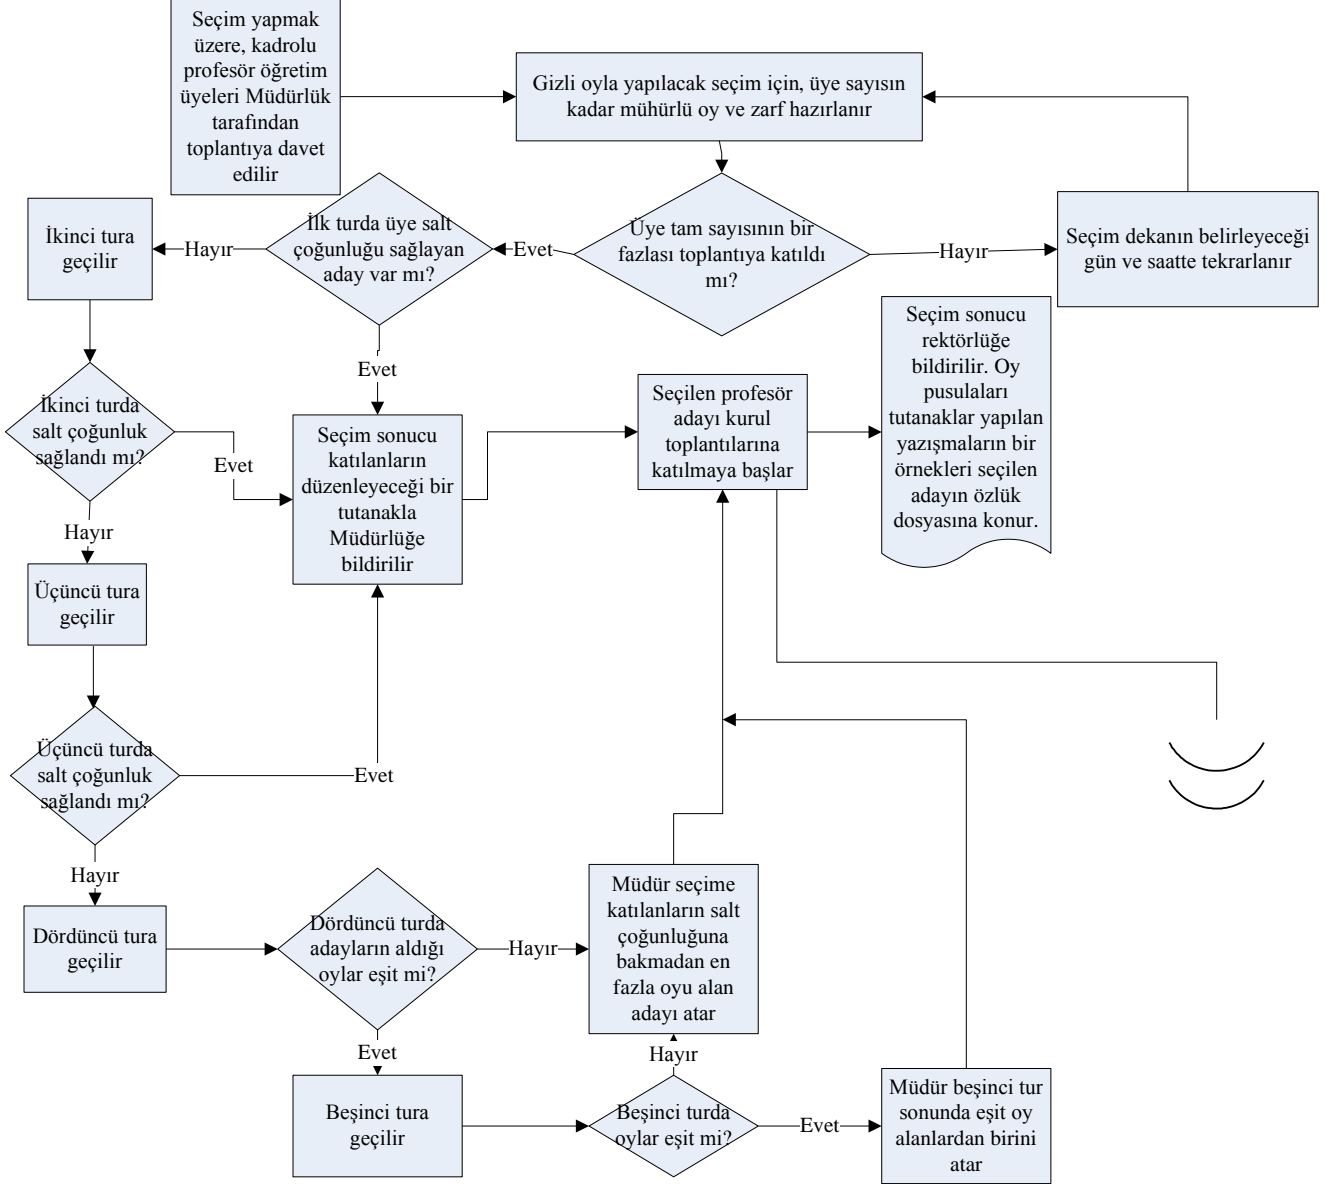 Seçim yapmak
üzere, kadrolu
profesör öğretim
üyeleri Müdürlük
tarafından
toplantıya davet
edilir
Gizli oyla yapılacak seçim için, üye sayısın
kadar mühürlü oy ve zarf hazırlanır
Üye tam sayısının bir
fazlası toplantıya katıldı
mı?
Hayır
Seçim dekanın belirleyeceği
gün ve saatte tekrarlanır
Evet
İlk turda üye salt
çoğunluğu sağlayan
aday var mı?
Hayır
İkinci tura
geçilir
Evet
İkinci turda
salt çoğunluk
sağlandı mı?
Evet
Seçim sonucu
katılanların
düzenleyeceği bir
tutanakla
Müdürlüğe
bildirilir
Seçilen profesör
adayı kurul
toplantılarına
katılmaya başlar
Seçim sonucu
rektörlüğe
bildirilir. Oy
pusulaları
tutanaklar yapılan
yazışmaların bir
örnekleri seçilen
adayın özlük
dosyasına konur.
Hayır
Üçüncü tura
geçilir
Üçüncü turda
salt çoğunluk
sağlandı mı?
Evet
Hayır
Dördüncü tura
geçilir
Dördüncü turda
adayların aldığı
oylar eşit mi?
Hayır
Müdür seçime
katılanların salt
çoğunluğuna
bakmadan en
fazla oyu alan
adayı atar
Evet
Beşinci tura
geçilir
Hayır
Beşinci turda
oylar eşit mi?
Evet
Müdür beşinci tur
sonunda eşit oy
alanlardan birini
atar